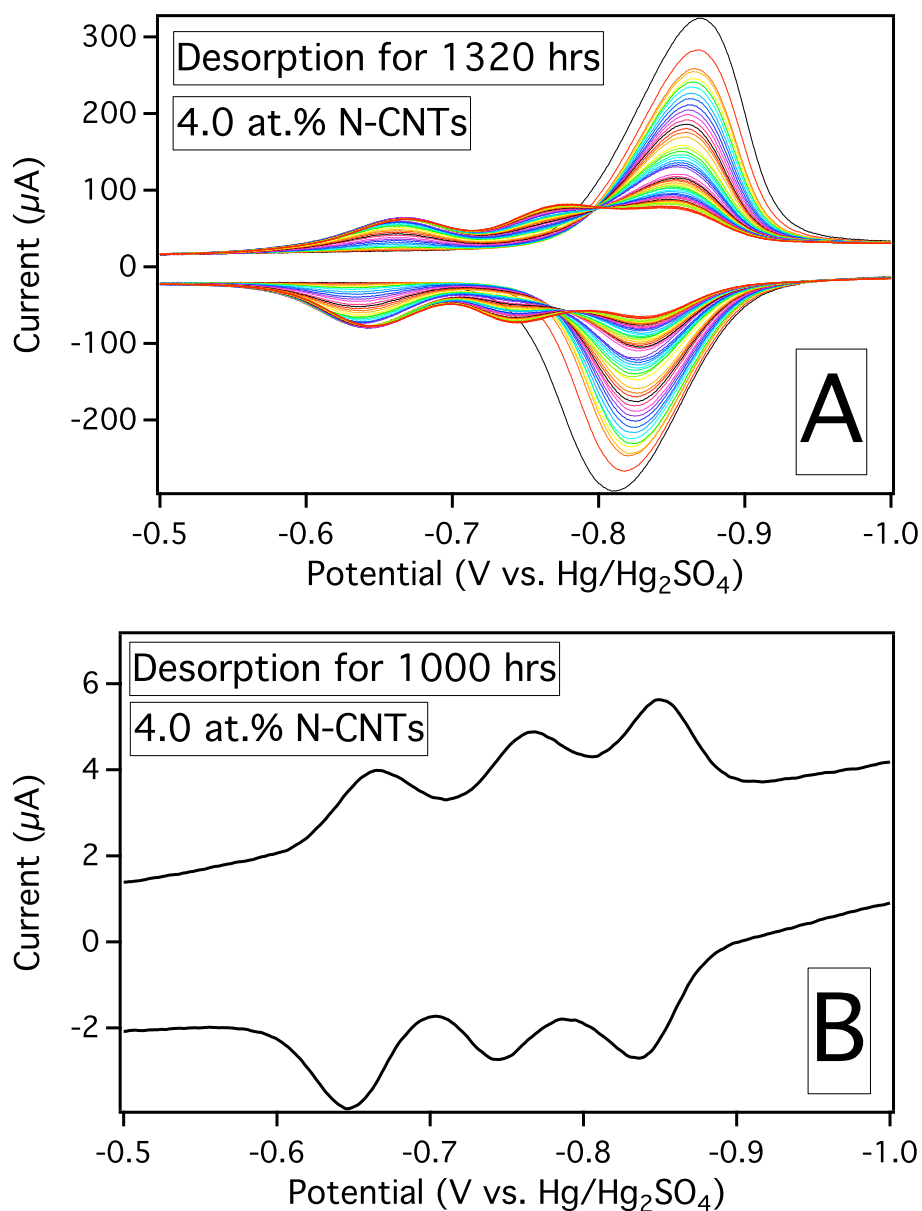 Desorption for 1320 hrs
4.0 at.% N-CNTs
300
200
100
0
-100
-200
Current (μA)
A
-0.5 -0.6 -0.7 -0.8 -0.9 -1.0
Potential (V vs. Hg/Hg₂SO₄)
Desorption for 1000 hrs
4.0 at.% N-CNTs
6
4
2
0
-2
Current (μA)
B
-0.5 -0.6 -0.7 -0.8 -0.9 -1.0
Potential (V vs. Hg/Hg₂SO₄)